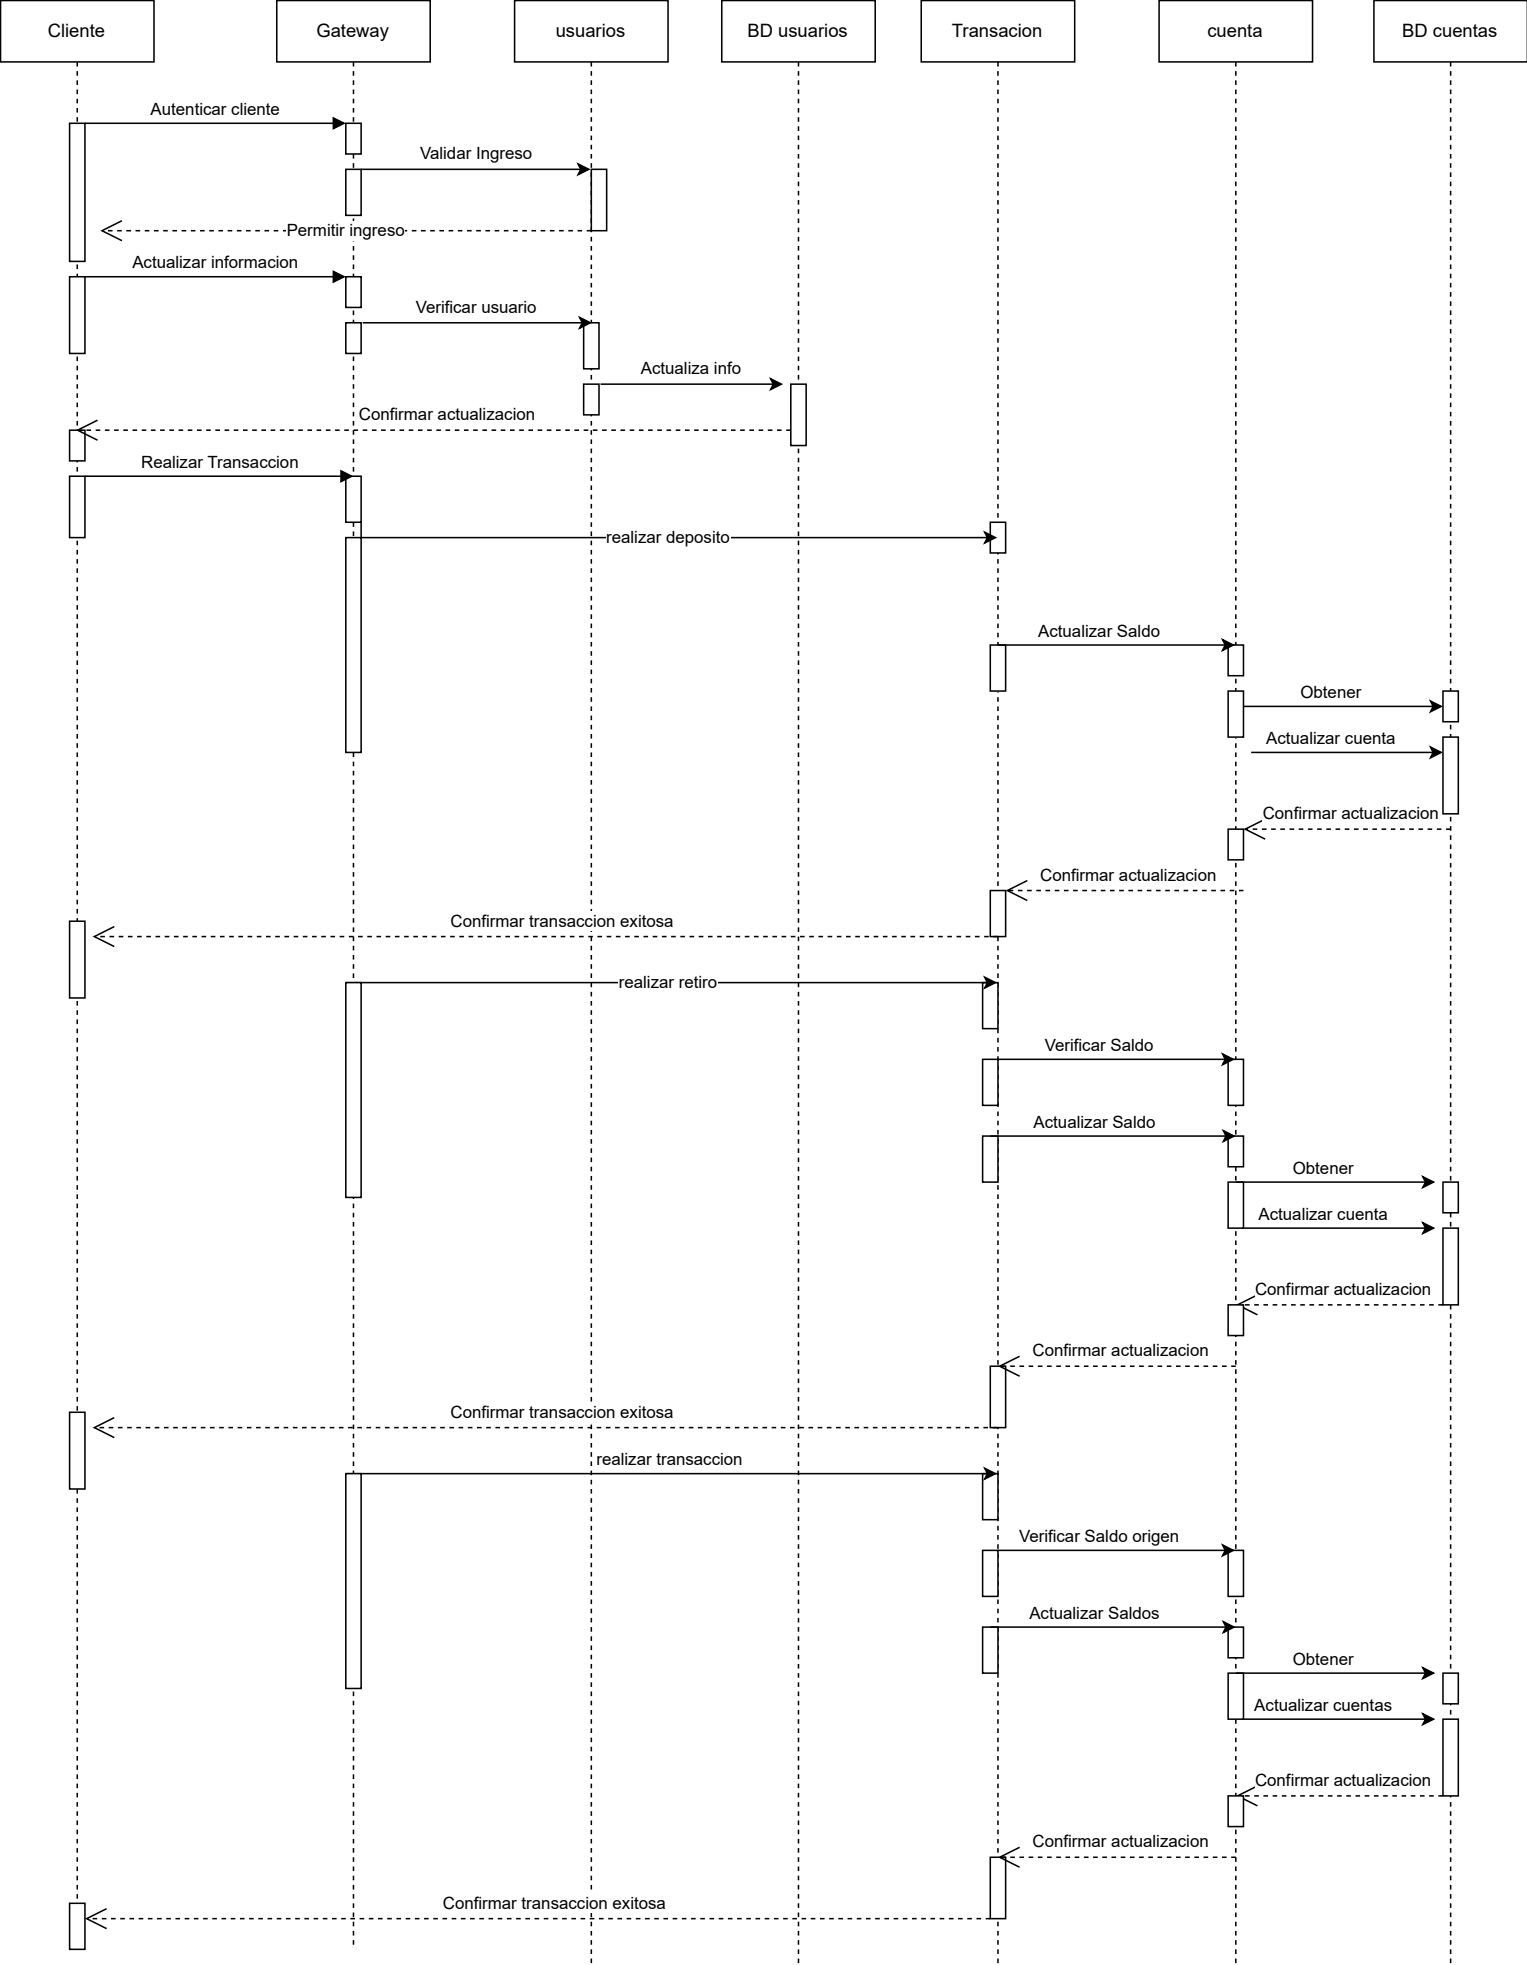 Cliente
Gateway
usuarios
BD usuarios
Transacion
cuenta
BD cuentas
Autenticar cliente
Validar Ingreso
Permitir ingreso
Actualizar informacion
Verificar usuario
Actualiza info
Confirmar actualizacion
Realizar Transaccion
realizar deposito
Actualizar Saldo
Obtener
Actualizar cuenta
Confirmar actualizacion
Confirmar actualizacion
Confirmar transaccion exitosa
realizar retiro
Verificar Saldo
Actualizar Saldo
Obtener
Actualizar cuenta
Confirmar actualizacion
Confirmar actualizacion
Confirmar transaccion exitosa
realizar transaccion
Verificar Saldo origen
Actualizar Saldos
Obtener
Actualizar cuentas
Confirmar actualizacion
Confirmar actualizacion
Confirmar transaccion exitosa